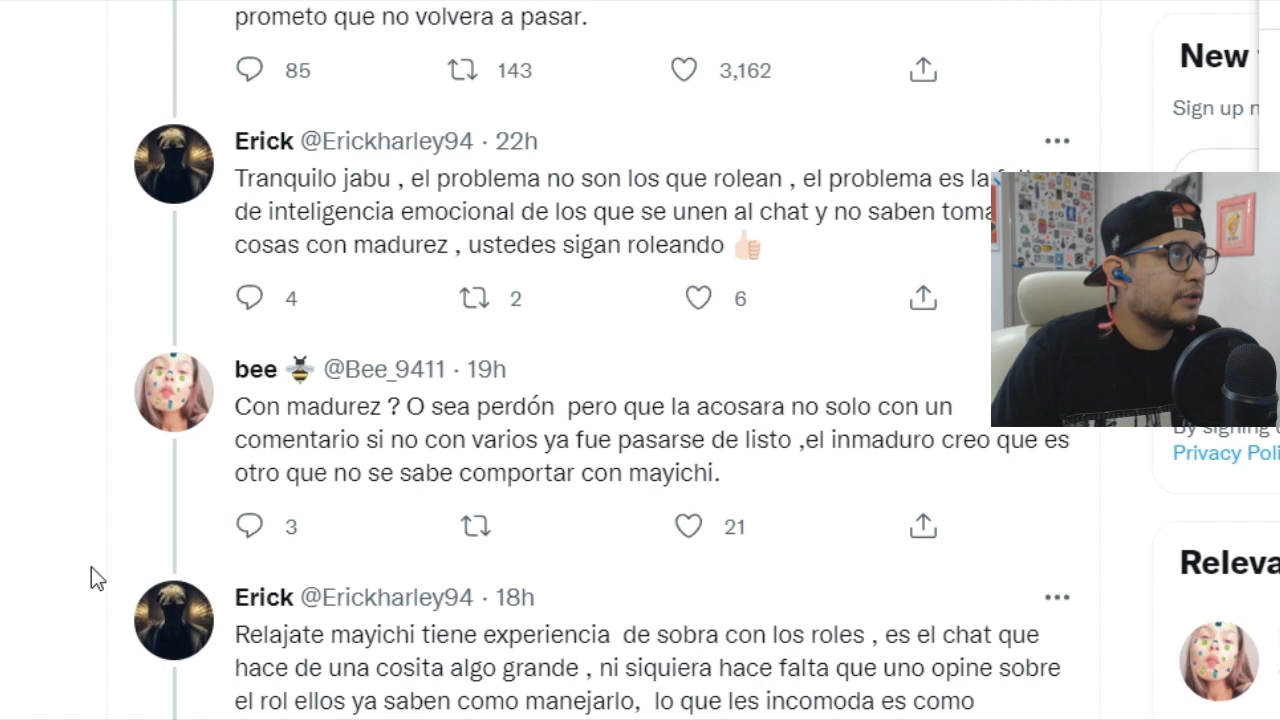 prometo que no volvera a pasar.
85 143 3,162
Erick @Erickharley94 · 22h
Tranquilo jabu , el problema no son los que rolean , el problema es la
de inteligencia emocional de los que se unen al chat y no saben
cosas con madurez , ustedes sigan roleando 👍🏻
4 2 6
bee 🐝 @Bee_9411 · 19h
Con madurez ? O sea perdón  pero que la acosara no solo con un
comentario si no con varios ya fue pasarse de listo ,el inmaduro creo que es
otro que no se sabe comportar con mayichi.
3 21
Erick @Erickharley94 · 18h
Relajate mayichi tiene experiencia  de sobra con los roles , es el chat que
hace de una cosita algo grande , ni siquiera hace falta que uno opine sobre
el rol ellos ya saben como manejarlo,  lo que les incomoda es como
New
Sign up
By signing
Privacy Poli
Releva